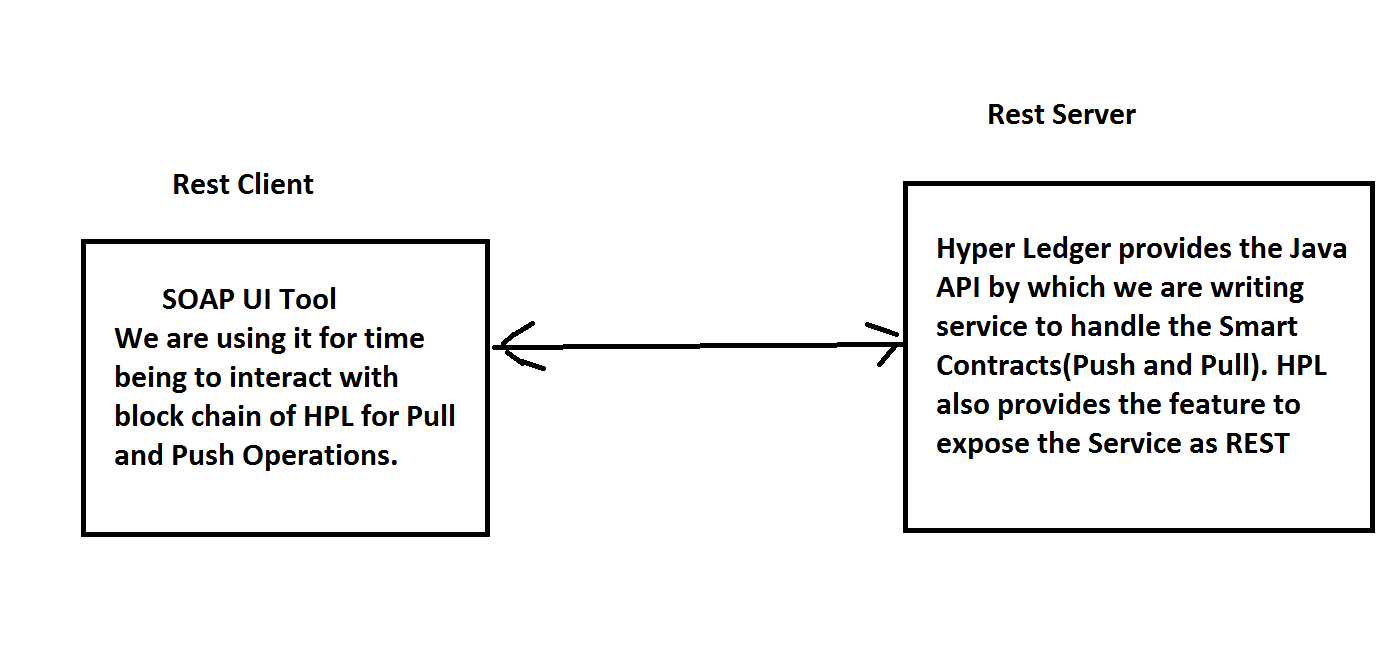 Rest Server
Rest Client
SOAP UI Tool
We are using it for time
being to interact with
block chain of HPL for Pull
and Push Operations.
Hyper Ledger provides the Java
API by which we are writing
service to handle the Smart
Contracts(Push and Pull). HPL
also provides the feature to
expose the Service as REST